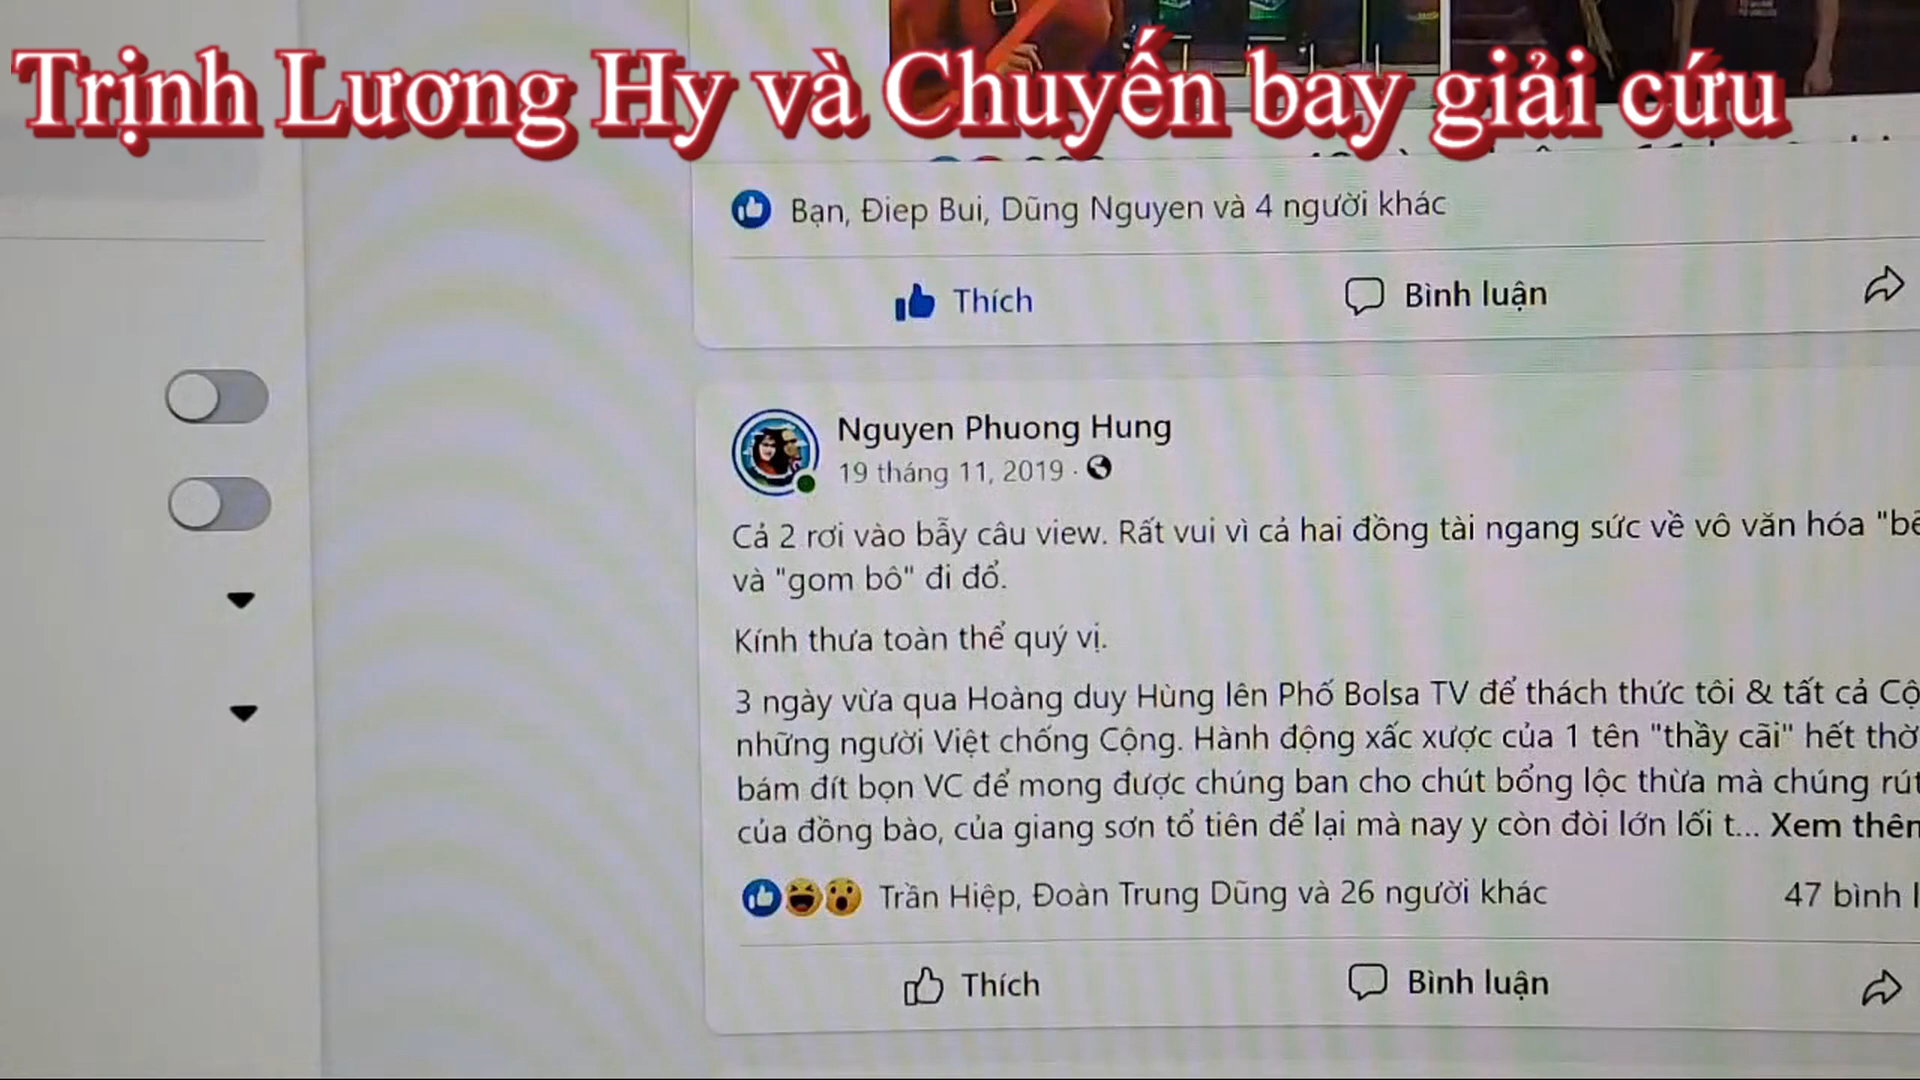 Trịnh Lương Hy và Chuyến bay giải cứu
Bạn, Điep Bui, Dũng Nguyen và 4 người khác
Thích
Bình luận
Nguyen Phuong Hung
19 tháng 11, 2019 ·
Cả 2 rơi vào bẫy câu view. Rất vui vì cả hai đồng tài ngang sức về vô văn hóa
và "gom bô" đi đổ.
Kính thưa toàn thể quý vị.
3 ngày vừa qua Hoàng duy Hùng lên Phố Bolsa TV để thách thức tôi & tất cả
những người Việt chống Cộng. Hành động xấc xược của 1 tên "thầy cãi" hết thờ
bám đít bọn VC để mong được chúng ban cho chút bổng lộc thừa mà chúng rút
của đồng bào, của giang sơn tổ tiên để lại mà nay y còn đòi lớn lối t... Xem thêm
Trần Hiệp, Đoàn Trung Dũng và 26 người khác
47 bình
Thích
Bình luận